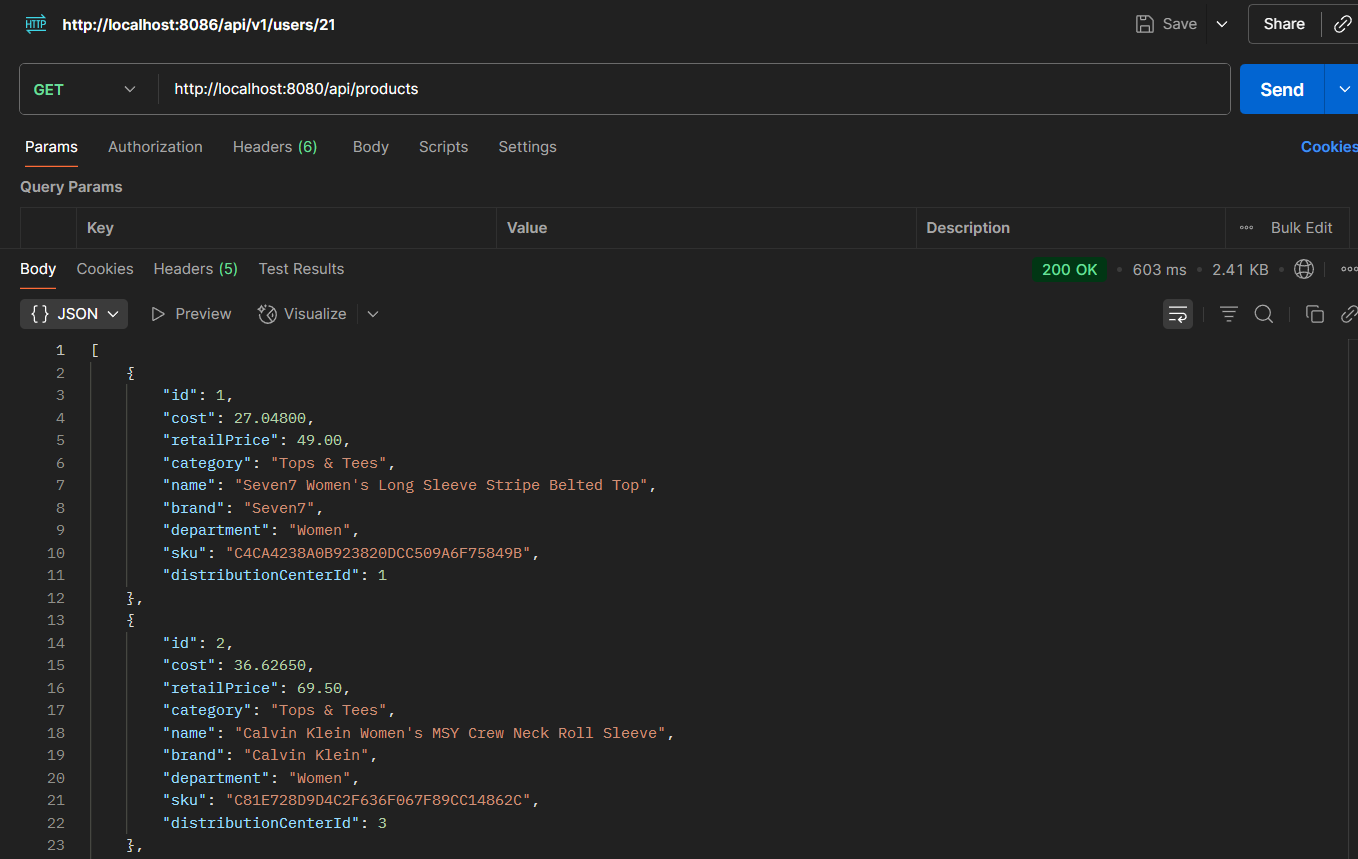 HTTP http://localhost:8086/api/v1/users/21 Save Share
GET http://localhost:8080/api/products Send
Params Authorization Headers (6) Body Scripts Settings Cookies
Query Params
Key Value Description Bulk Edit
Body Cookies Headers (5) Test Results 200 OK • 603 ms • 2.41 KB •
{} JSON Preview Visualize
1 [
2 {
3 "id": 1,
4 "cost": 27.04800,
5 "retailPrice": 49.00,
6 "category": "Tops & Tees",
7 "name": "Seven7 Women's Long Sleeve Stripe Belted Top",
8 "brand": "Seven7",
9 "department": "Women",
10 "sku": "C4CA4238A0B923820DCC509A6F75849B",
11 "distributionCenterId": 1
12 },
13 {
14 "id": 2,
15 "cost": 36.62650,
16 "retailPrice": 69.50,
17 "category": "Tops & Tees",
18 "name": "Calvin Klein Women's MSY Crew Neck Roll Sleeve",
19 "brand": "Calvin Klein",
20 "department": "Women",
21 "sku": "C81E728D9D4C2F636F067F89CC14862C",
22 "distributionCenterId": 3
23 },